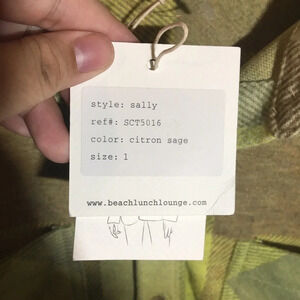 style: sally
ref#: SCT5016
color: citron sage
size: 1
www.beachlunchlounge.com